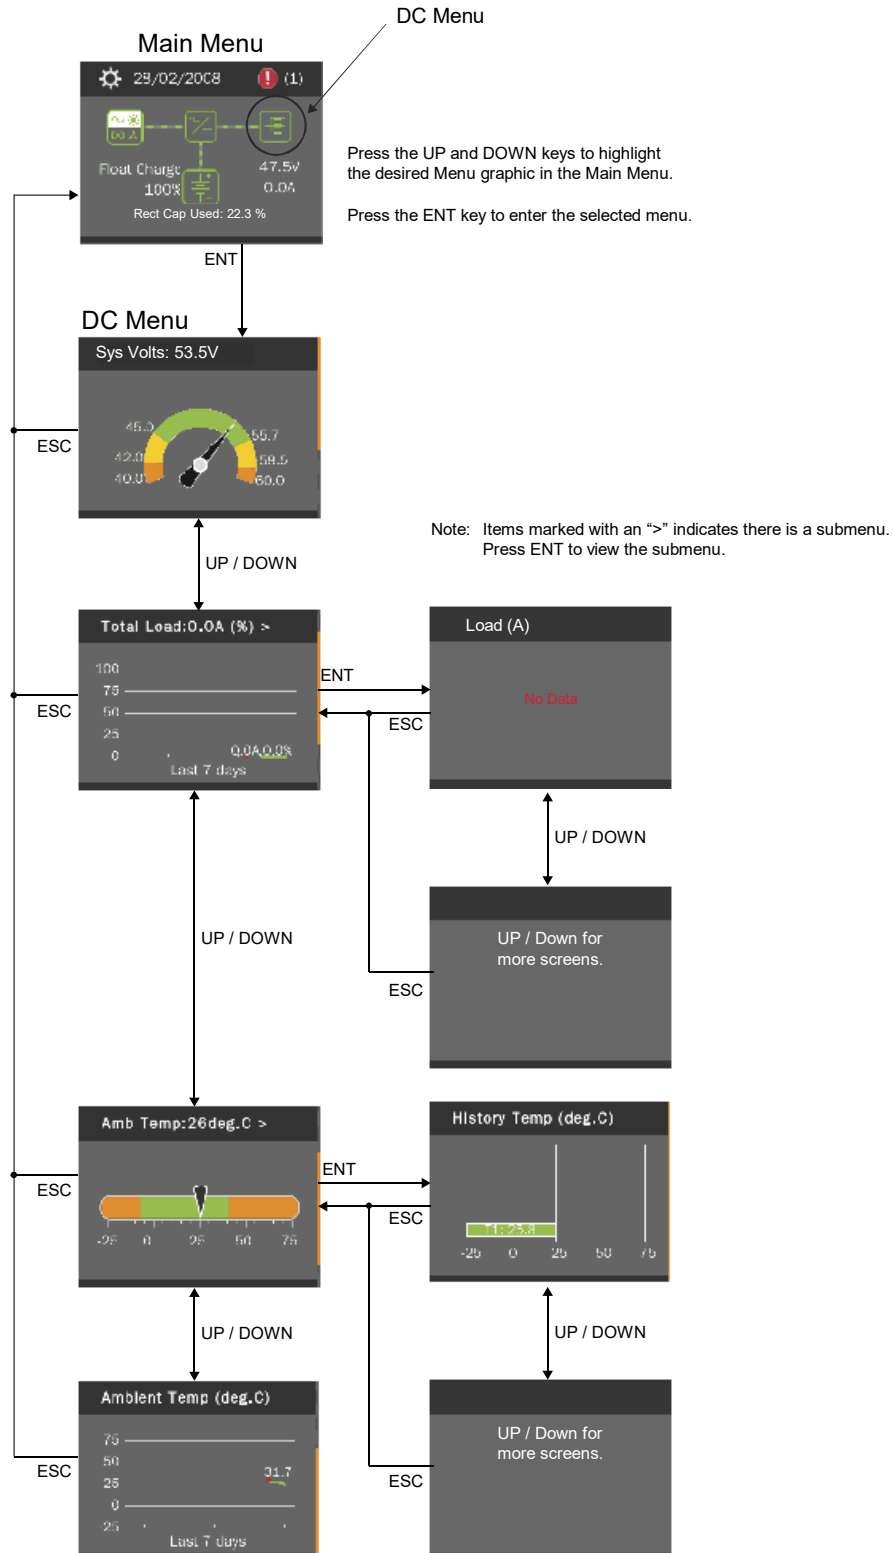 DC Menu
Main Menu
29/02/2008 (1)
Float Charge
100%
47.5V
0.0A
Rect Cap Used: 22.3 %
Press the UP and DOWN keys to highlight
the desired Menu graphic in the Main Menu.
Press the ENT key to enter the selected menu.
ENT
DC Menu
Sys Volts: 53.5V
45.0
55.7
42.0
58.5
40.0
60.0
ESC
UP / DOWN
Note: Items marked with an “>” indicates there is a submenu.
Press ENT to view the submenu.
Total Load:0.0A (%) >
100
75
50
25
0
0.0A,0.0%
Last 7 days
ESC
ENT
ESC
Load (A)
No Data
UP / DOWN
UP / DOWN
UP / Down for
more screens.
ESC
Amb Temp:26deg.C >
-25 0 25 50 75
ESC
ENT
ESC
History Temp (deg.C)
T1: 25.8
-25 0 25 50 75
UP / DOWN
UP / DOWN
Ambient Temp (deg.C)
75
50
25
0
-25
31.7
Last 7 days
ESC
UP / Down for
more screens.
ESC